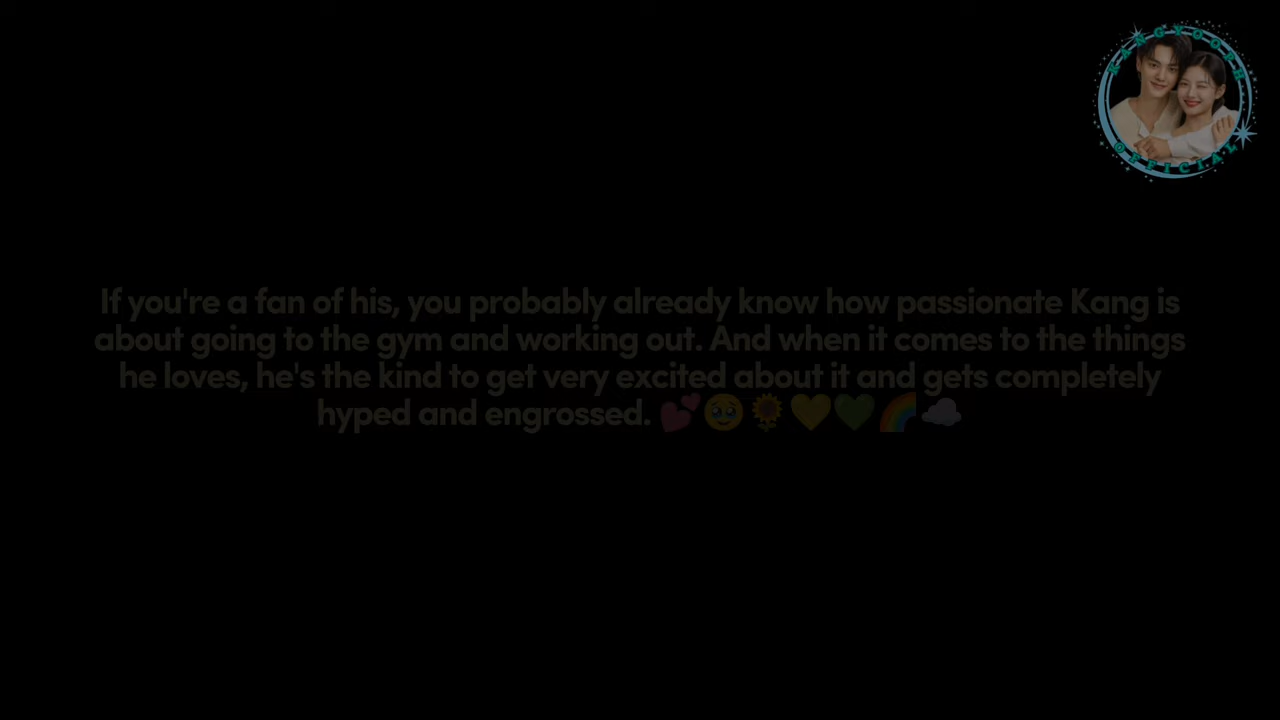 KANGYOOPH
OFFICIAL
If you're a fan of his, you probably already know how passionate Kang is
about going to the gym and working out. And when it comes to the things
he loves, he's the kind to get very excited about it and gets completely
hyped and engrossed. 💕🥹🌻💛💚🌈☁️